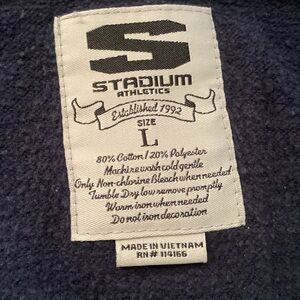 S
STADIUM
ATHLETICS
Established 1992
SIZE
L
80% Cotton / 20% Polyester
Machine wash cold gentle
Only Non-chlorine Bleach when needed
Tumble Dry low remove promptly
Warm iron when needed
Do not iron decoration
MADE IN VIETNAM
RN# 114166